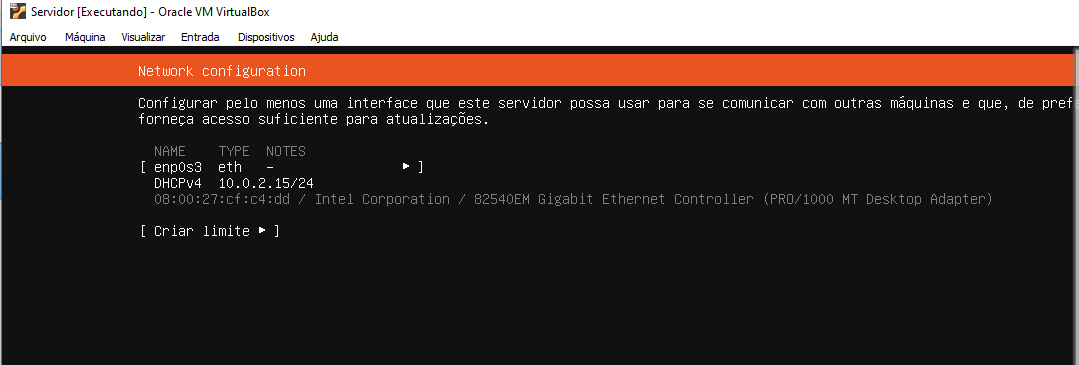 Servidor [Executando] - Oracle VM VirtualBox
Arquivo Máquina Visualizar Entrada Dispositivos Ajuda
Network configuration
Configurar pelo menos uma interface que este servidor possa usar para se comunicar com outras máquinas e que, de pref
forneça acesso suficiente para atualizações.
NAME TYPE NOTES
[ enp0s3 eth - ▸ ]
DHCPv4 10.0.2.15/24
08:00:27:cf:c4:dd / Intel Corporation / 82540EM Gigabit Ethernet Controller (PRO/1000 MT Desktop Adapter)
[ Criar limite ▸ ]